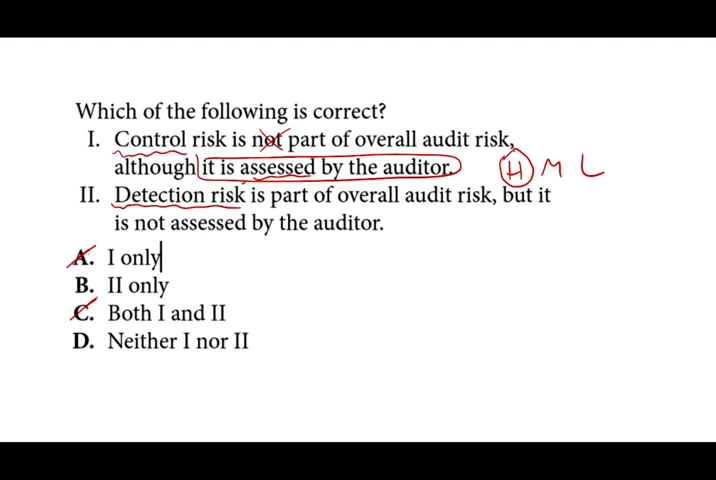 Which of the following is correct?
I. Control risk is not part of overall audit risk,
although it is assessed by the auditor. H M L
II. Detection risk is part of overall audit risk, but it
is not assessed by the auditor.
A. I only
B. II only
C. Both I and II
D. Neither I nor II